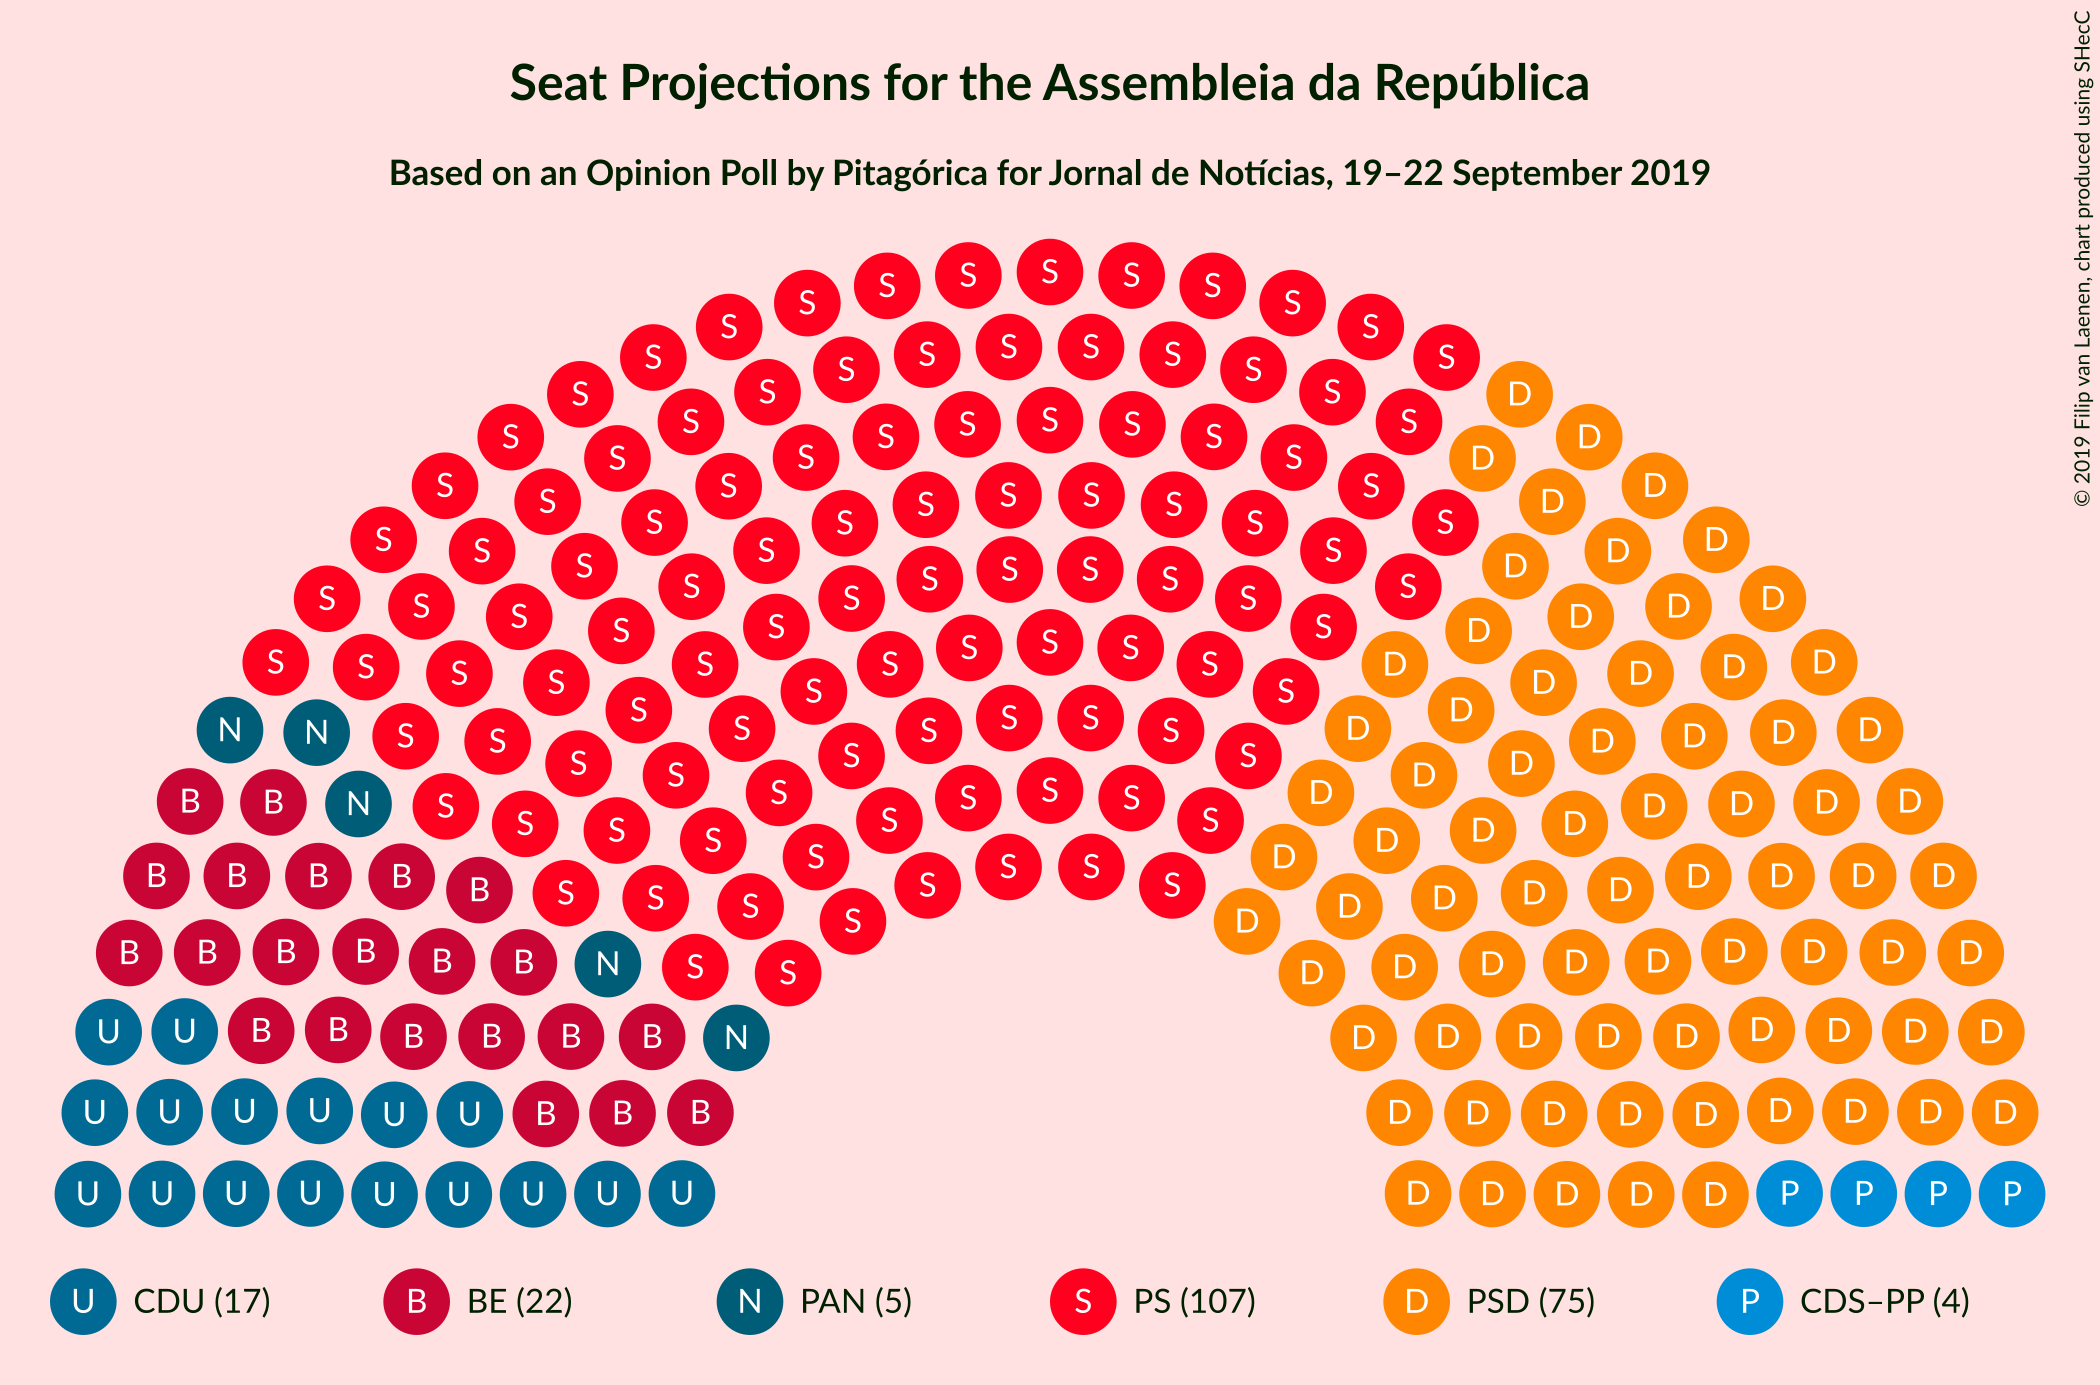 © 2019 Filip van Laenen, chart produced using SHecC
Seat Projections for the Assembleia da República
Based on an Opinion Poll by Pitagórica for Jornal de Notícias, 19–22 September 2019
S S S S S S S
S S S S S S S S S S
S S S S S S S S S S S D D
S S S S S S S S S S S D D D
S S S S S S S S S S S S S D D D
S S S S S S S S S S D D D D
S S S S S S S S S S S S D D D D D
N N S S S S S S S S S S S D D D D D D D
B B N S S S S S S S S S S D D D D D D D D
B B B B B S S S S S S S S S D D D D D D D D D D
B B B B B B N S S S D D D D D D D D D D
U U B B B B B B N D D D D D D D D D
U U U U U U B B B D D D D D D D D D
U U U U U U U U U D D D D D P P P P
U CDU (17) B BE (22) N PAN (5) S PS (107) D PSD (75) P CDS–PP (4)